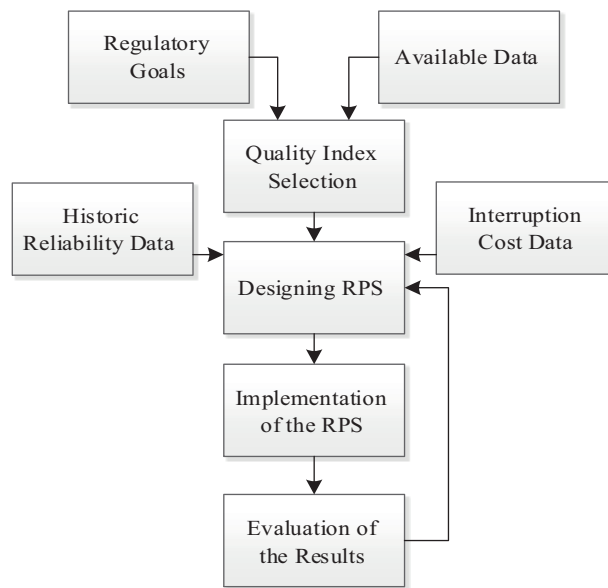 Regulatory
Goals
Available Data
Quality Index
Selection
Historic
Reliability Data
Interruption
Cost Data
Designing RPS
Implementation
of the RPS
Evaluation of
the Results